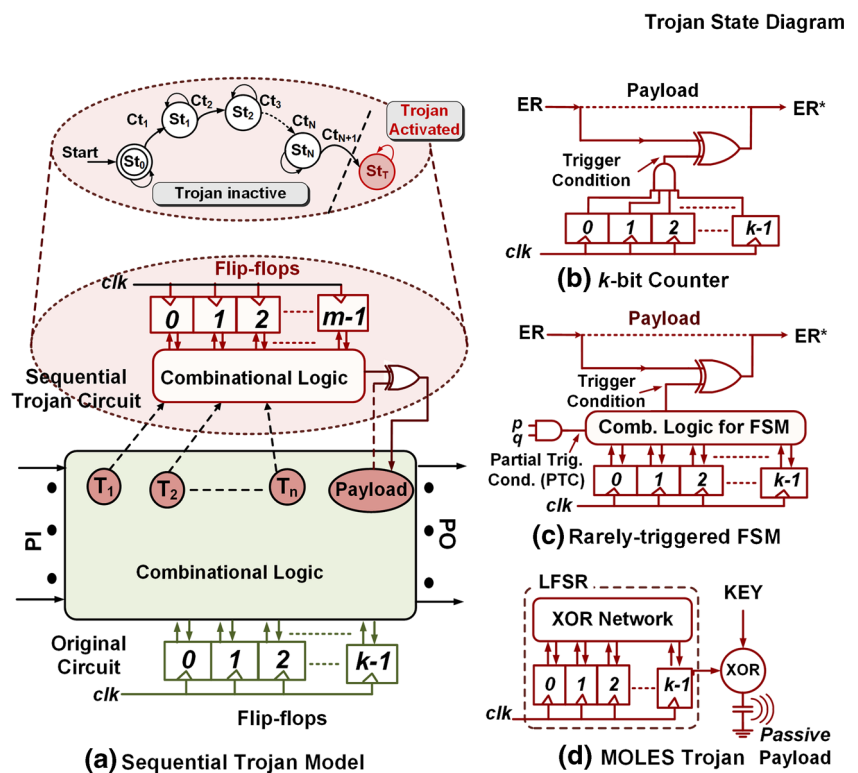 Trojan State Diagram
Start
St0
Ct1
St1
Ct2
St2
Ct3
CtN
StN
CtN+1
Trojan
Activated
StT
Trojan inactive
Flip-flops
clk
0 1 2 m-1
Sequential
Trojan Circuit
Combinational Logic
T1 T2 Tn Payload
PI
PO
Combinational Logic
Original
Circuit
0 1 2 k-1
clk
Flip-flops
(a) Sequential Trojan Model
ER Payload ER*
Trigger
Condition
0 1 2 k-1
clk
(b) k-bit Counter
ER Payload ER*
Trigger
Condition
p
q
Comb. Logic for FSM
Partial Trig.
Cond. (PTC)
0 1 2 k-1
clk
(c) Rarely-triggered FSM
LFSR
KEY
XOR Network
0 1 2 k-1
XOR
clk
Passive
Payload
(d) MOLES Trojan